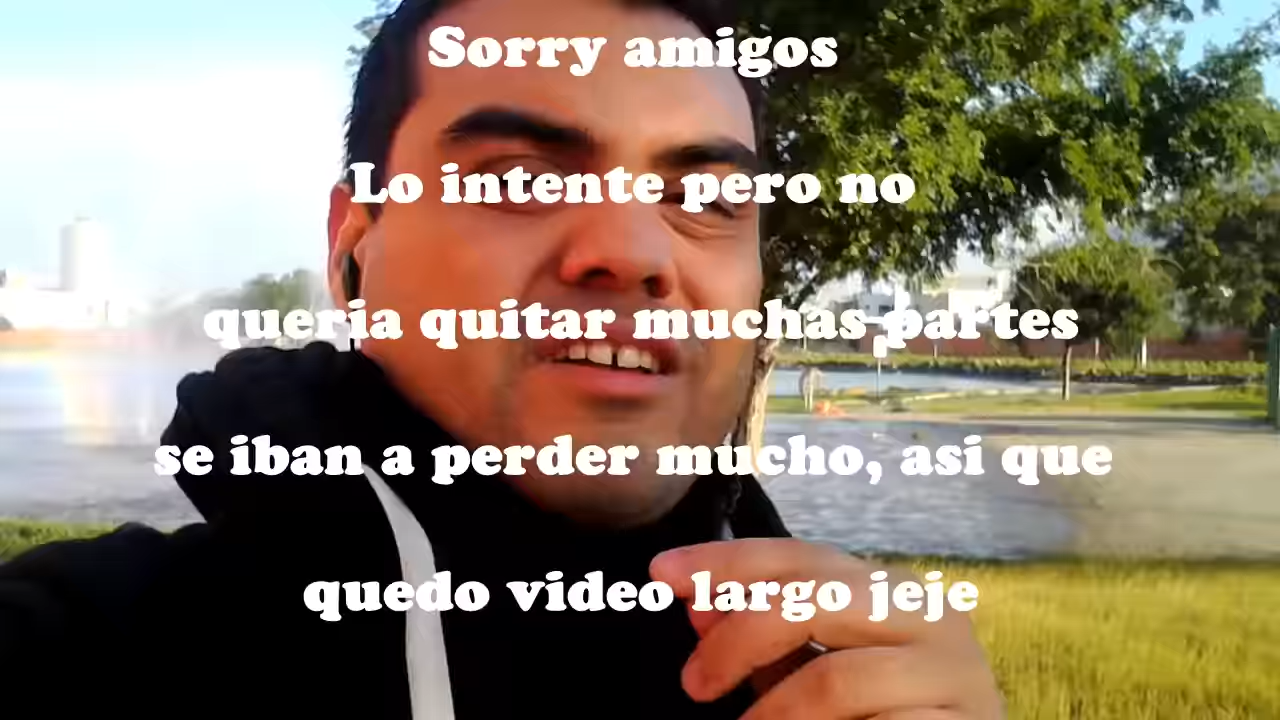 Sorry amigos
Lo intente pero no
queria quitar muchas partes
se iban a perder mucho, asi que
quedo video largo jeje